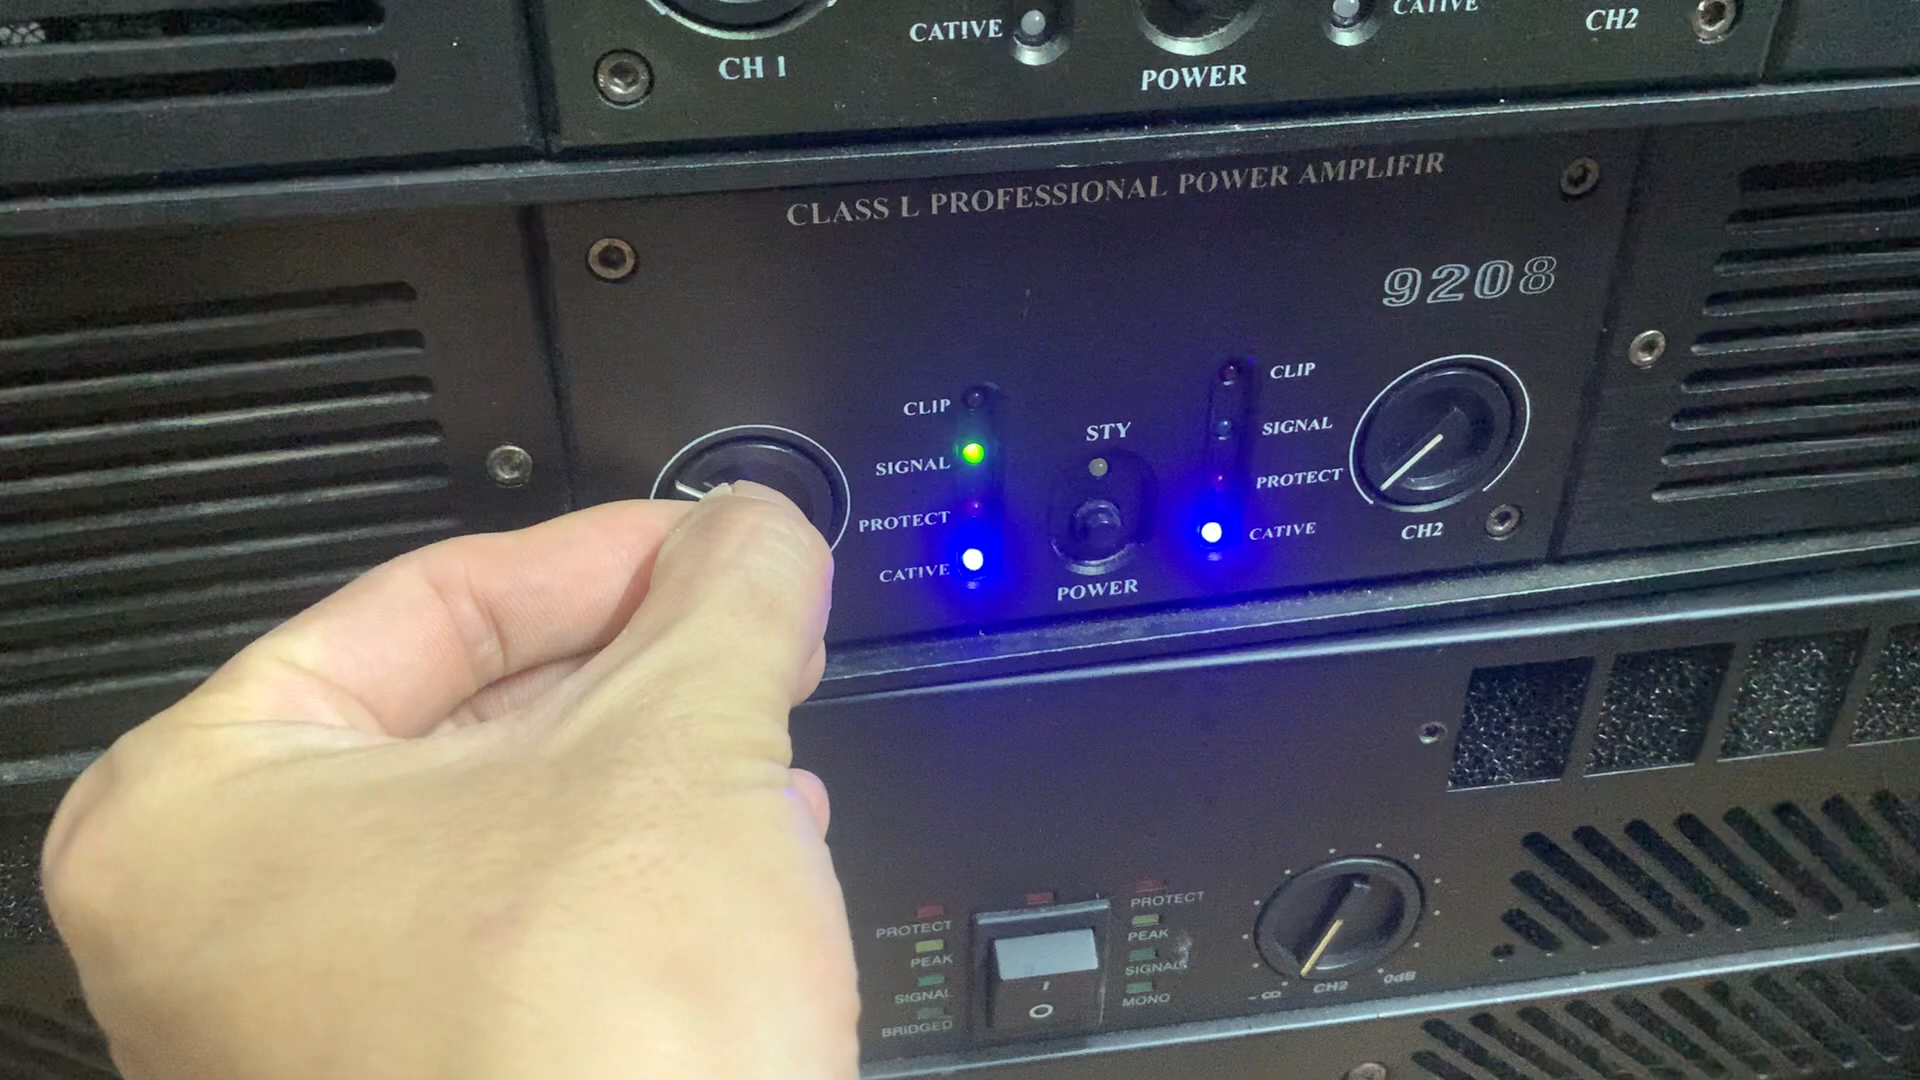 CATIVE
CATIVE
CH 1
POWER
CH2
CLASS L PROFESSIONAL POWER AMPLIFIR
9208
CLIP
SIGNAL
PROTECT
CATIVE
STY
POWER
CLIP
SIGNAL
PROTECT
CATIVE
CH2
PROTECT
PEAK
SIGNAL
BRIDGED
I
O
PROTECT
PEAK
SIGNAL
MONO
-∞
CH2
0dB